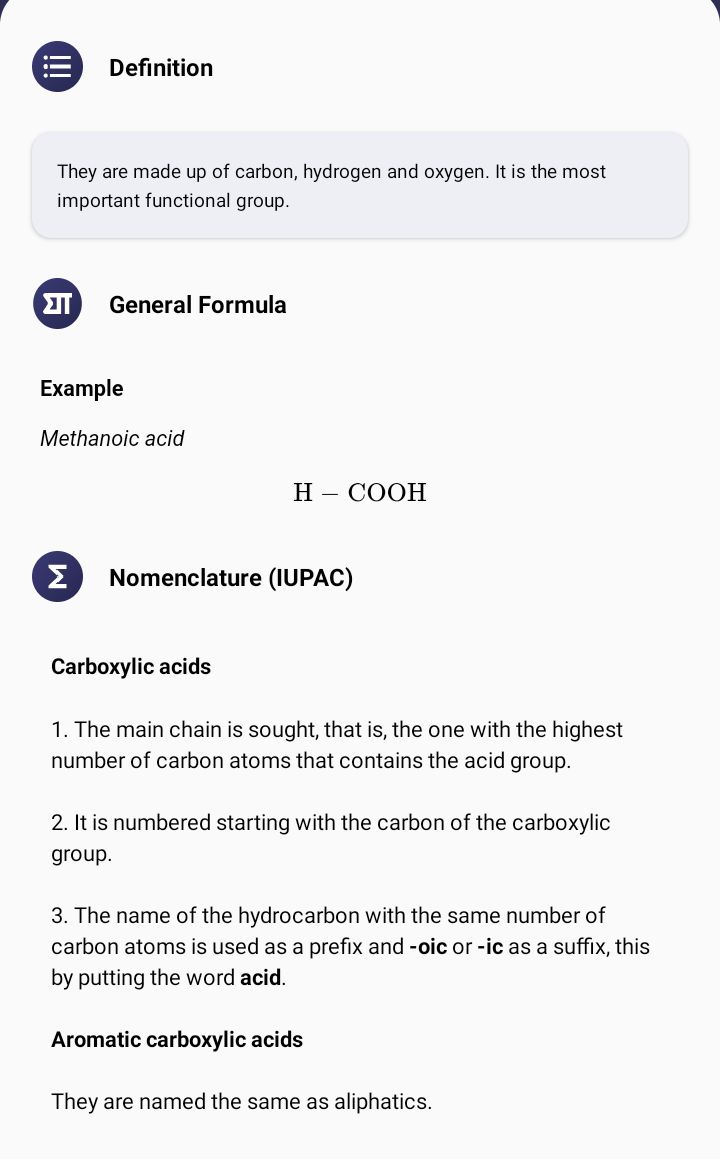 Definition
They are made up of carbon, hydrogen and oxygen. It is the most
important functional group.
General Formula
Example
Methanoic acid
H − COOH
Nomenclature (IUPAC)
Carboxylic acids
1. The main chain is sought, that is, the one with the highest
number of carbon atoms that contains the acid group.
2. It is numbered starting with the carbon of the carboxylic
group.
3. The name of the hydrocarbon with the same number of
carbon atoms is used as a prefix and -oic or -ic as a suffix, this
by putting the word acid.
Aromatic carboxylic acids
They are named the same as aliphatics.